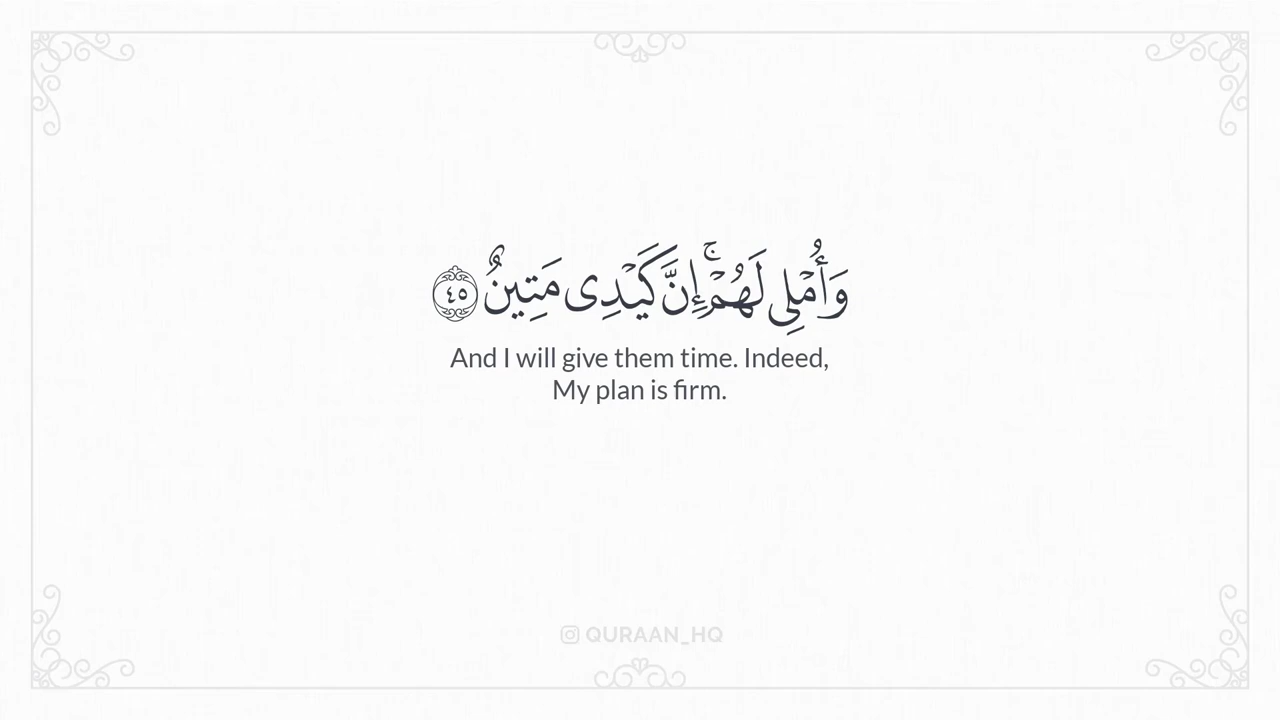 وَأُمْلِى لَهُمْ ۚ إِنَّ كَيْدِى مَتِينٌ ٤٥
And I will give them time. Indeed,
My plan is firm.
QURAAN_HQ